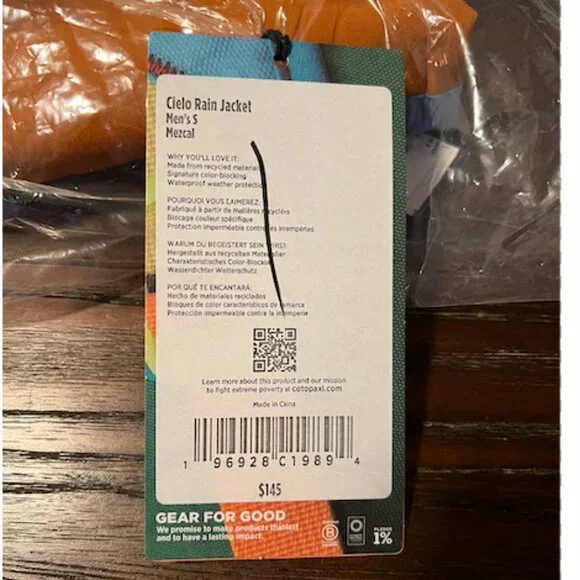 Cielo Rain Jacket
Men's S
Mezcal
WHY YOU'LL LOVE IT:
Made from recycled materials
Signature color-blocking
Waterproof weather protection
POURQUOI VOUS L'AIMEREZ:
Fabriqué à partir de matières recyclées
Blocage couleur spécifique
Protection imperméable contre les intempéries
WARUM DU BEGEISTERT SEIN WIRST:
Hergestellt aus recycelten Material
Charakteristisches Color-Blocking
Wasserdichter Wetterschutz
POR QUÉ TE ENCANTARÁ:
Hecho de materiales reciclados
Bloques de color característicos de la marca
Protección impermeable contra la intemperie
Learn more about this product and our mission
to fight extreme poverty at cotopaxi.com
Made in China
1 96928 01989 4
$145
GEAR FOR GOOD
We promise to make products that last
and to have a lasting impact.
B
PLEDGE
1%